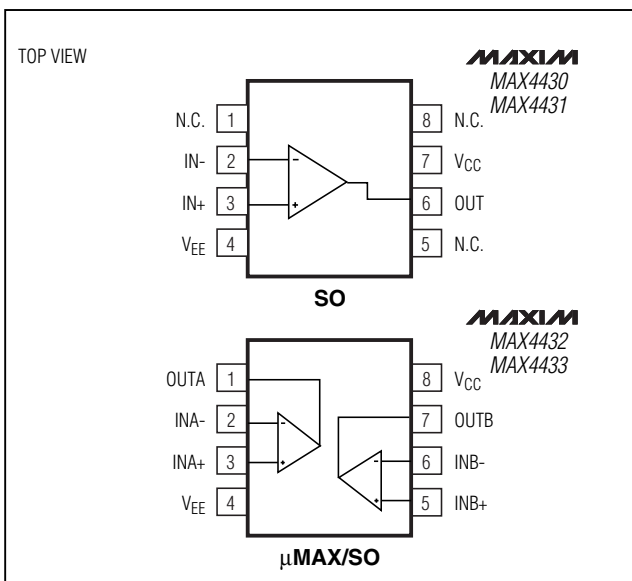 TOP VIEW
MAXIM
MAX4430
MAX4431
N.C. 1
IN- 2
IN+ 3
VEE 4
8 N.C.
7 VCC
6 OUT
5 N.C.
-
+
SO
MAXIM
MAX4432
MAX4433
OUTA 1
INA- 2
INA+ 3
VEE 4
8 VCC
7 OUTB
6 INB-
5 INB+
-
+
-
+
μMAX/SO